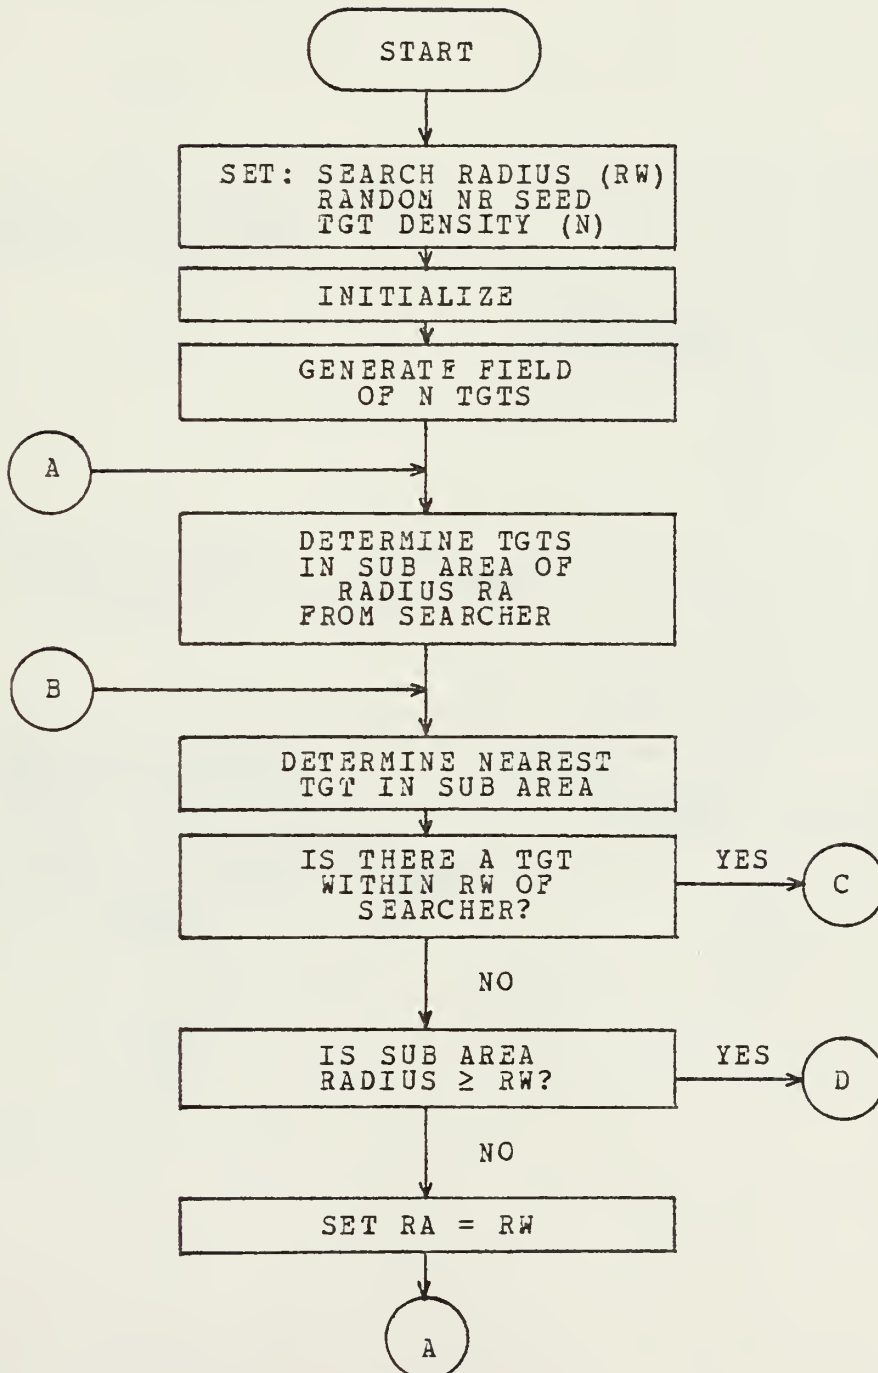 START
SET: SEARCH RADIUS (RW)
RANDOM NR SEED
TGT DENSITY (N)
INITIALIZE
GENERATE FIELD
OF N TGTS
A
DETERMINE TGTS
IN SUB AREA OF
RADIUS RA
FROM SEARCHER
B
DETERMINE NEAREST
TGT IN SUB AREA
IS THERE A TGT
WITHIN RW OF
SEARCHER?
YES
C
NO
IS SUB AREA
RADIUS ≥ RW?
YES
D
NO
SET RA = RW
A